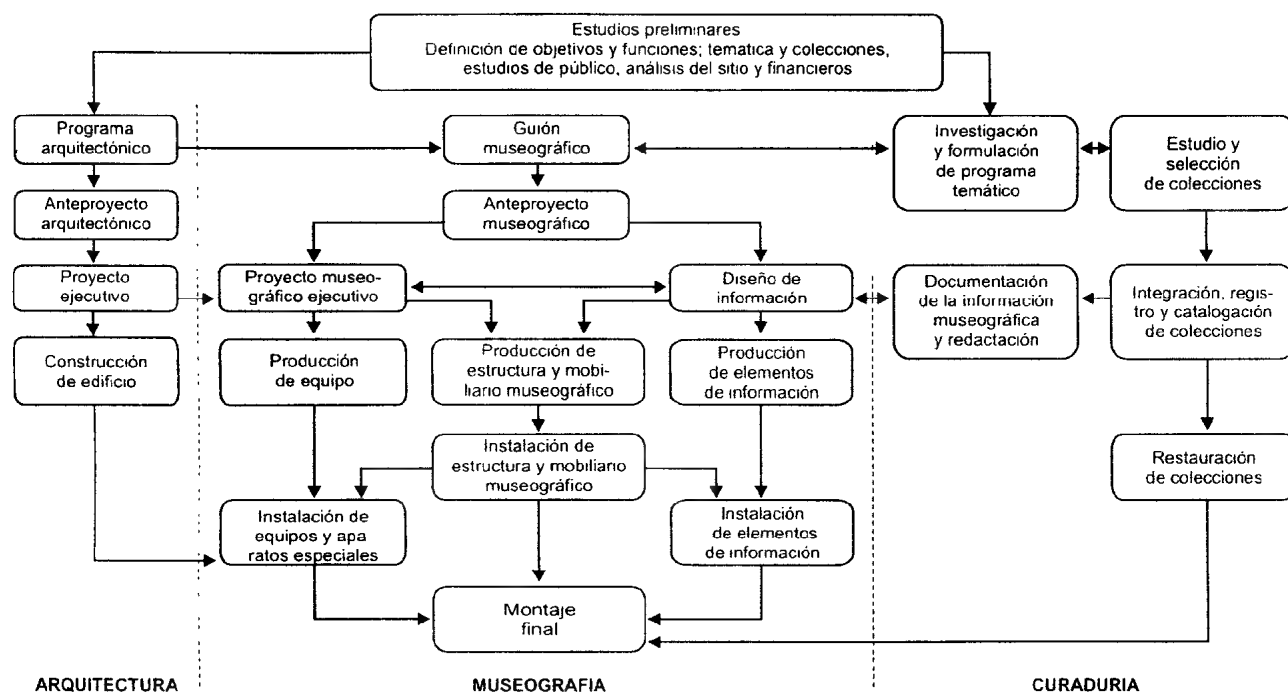 Estudios preliminares
Definición de objetivos y funciones; tematica y colecciones,
estudios de público, análisis del sitio y financieros
Programa
arquitectónico
Guión
museográfico
Investigación
y formulación
de programa
temático
Estudio y
selección
de colecciones
Anteproyecto
arquitectónico
Anteproyecto
museográfico
Proyecto
ejecutivo
Proyecto museo-
gráfico ejecutivo
Diseño de
información
Documentación
de la información
museográfica
y redactación
Integración, regis-
tro y catalogación
de colecciones
Construcción
de edificio
Producción
de equipo
Producción de
estructura y mobi-
liario museográfico
Producción
de elementos
de información
Instalación de
estructura y mobiliario
museográfico
Restauración
de colecciones
Instalación de
equipos y apa
ratos especiales
Instalación
de elementos
de información
Montaje
final
ARQUITECTURA
MUSEOGRAFIA
CURADURIA